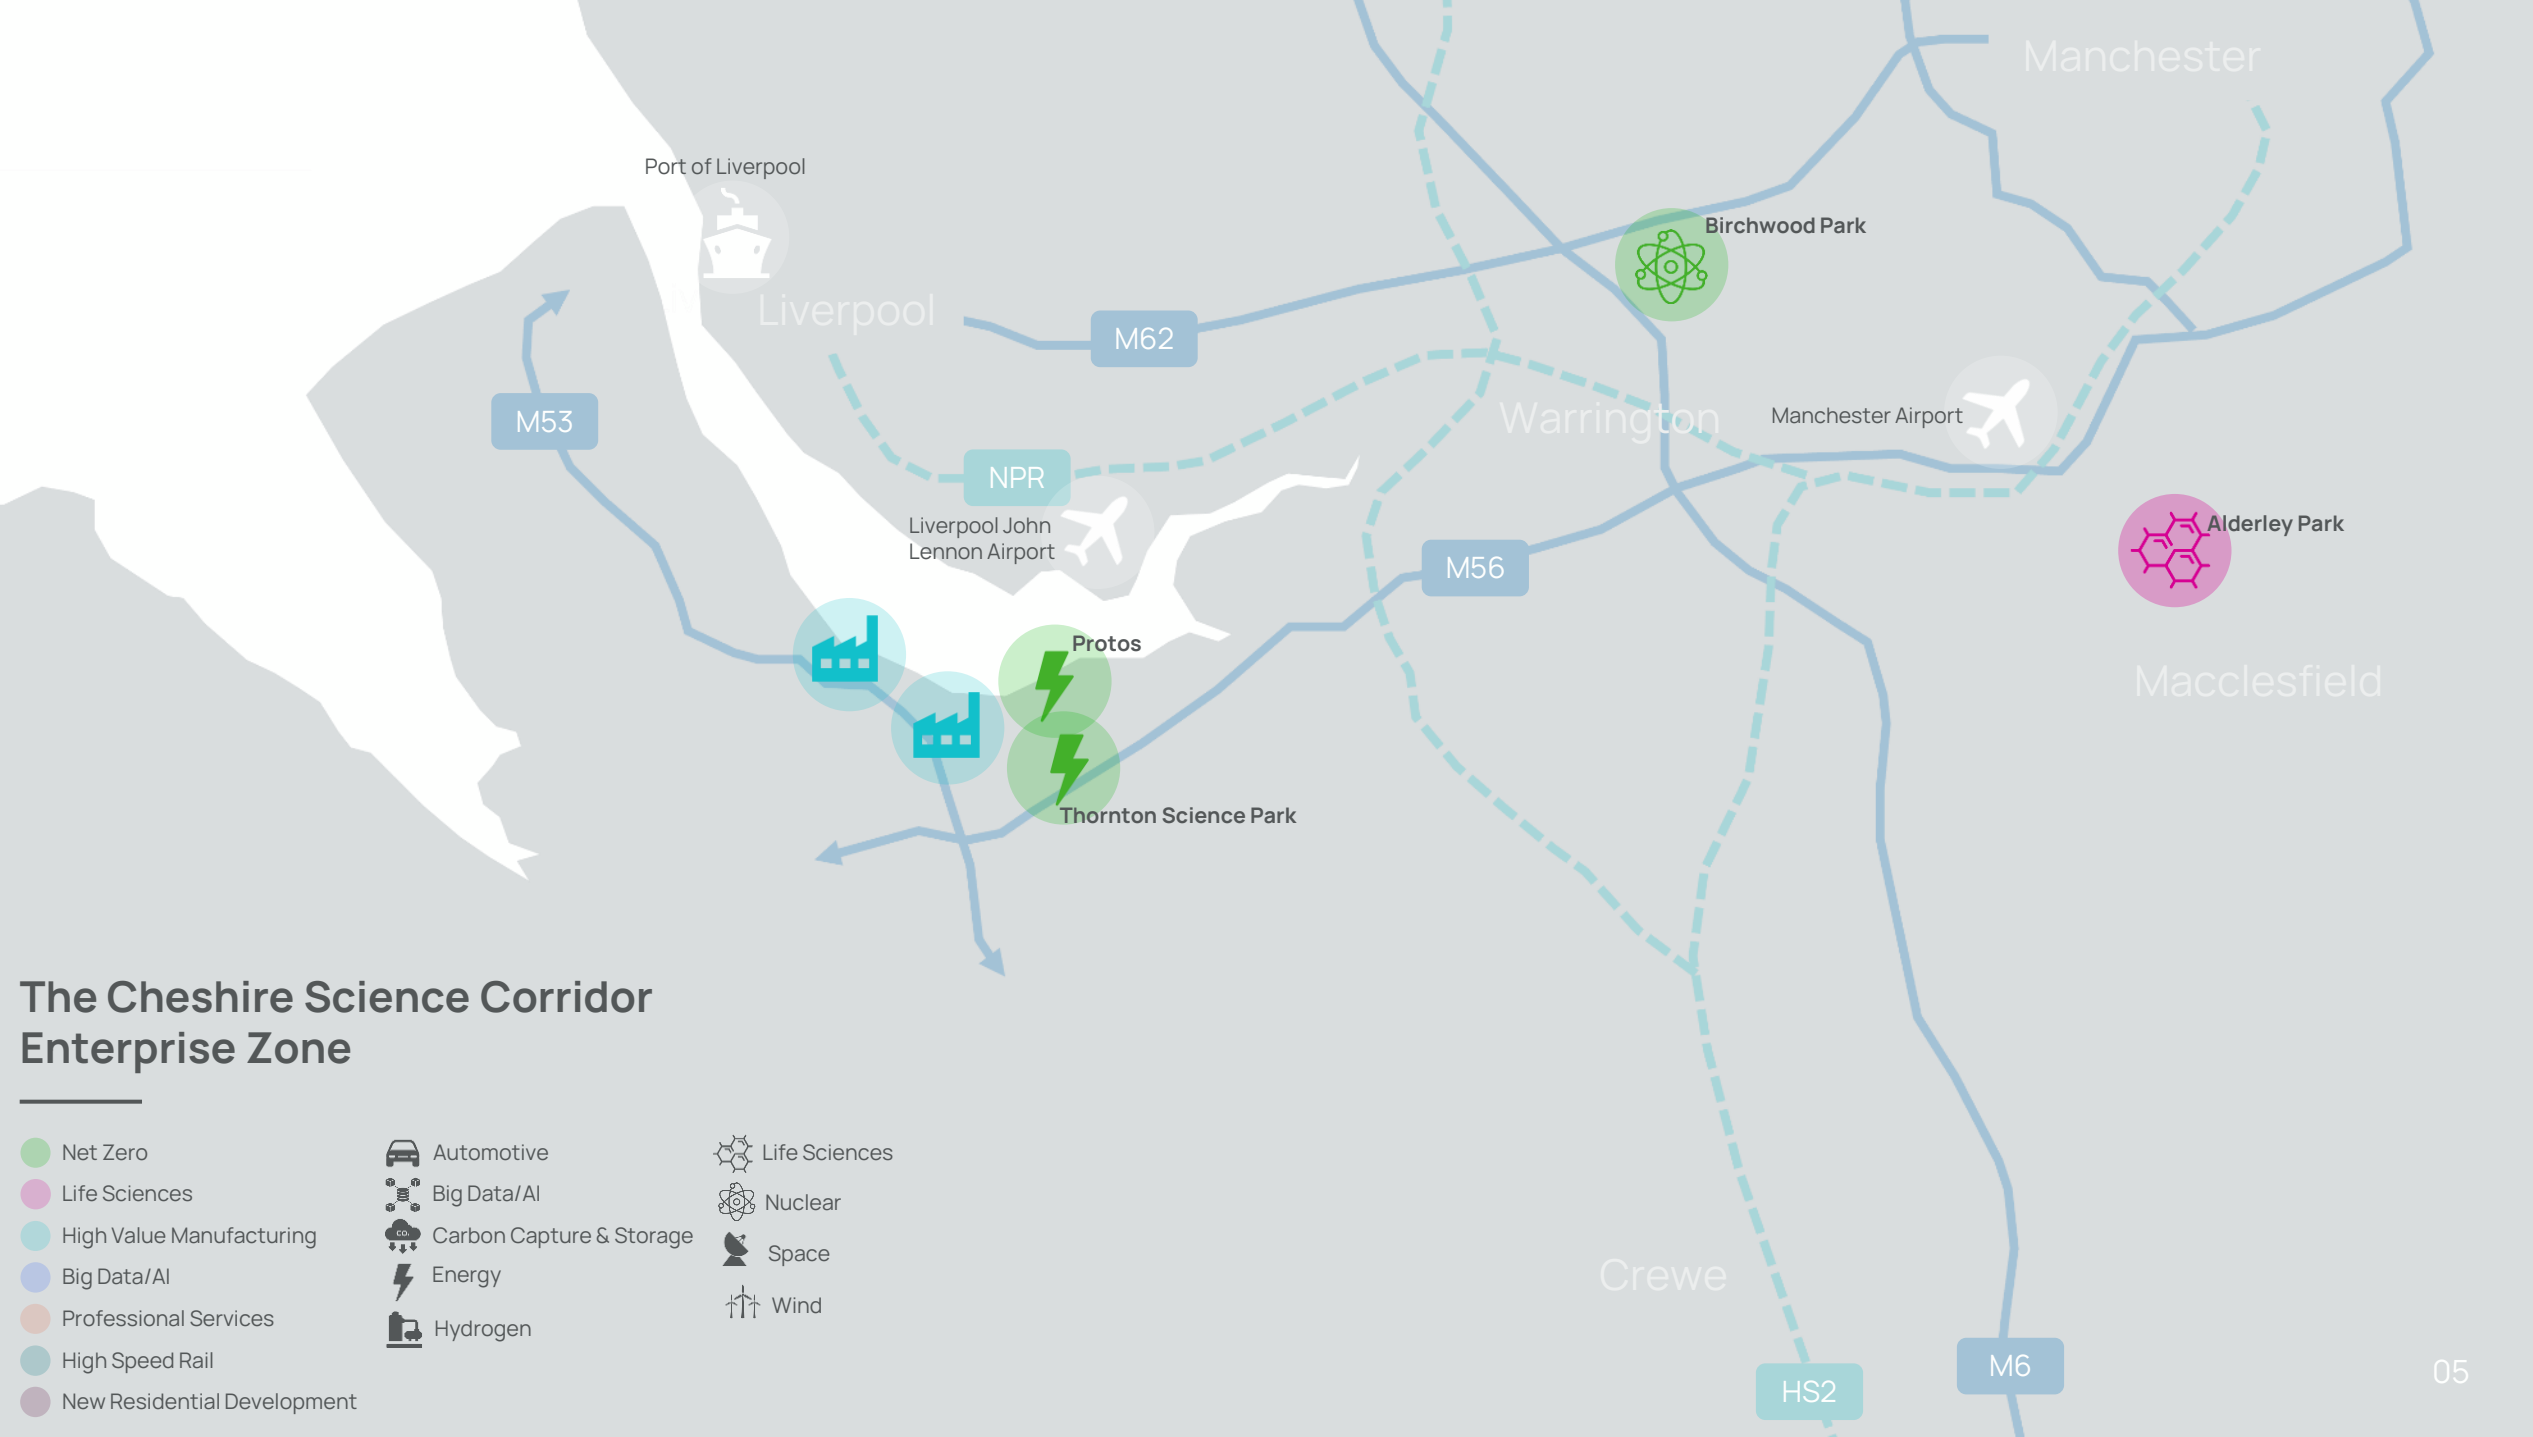 Manchester
Port of Liverpool
Birchwood Park
Liverpool
M62
M53
Warrington
Manchester Airport
NPR
Liverpool John
Lennon Airport
Alderley Park
M56
Protos
Macclesfield
Thornton Science Park
The Cheshire Science Corridor
Enterprise Zone
Net Zero
Life Sciences
High Value Manufacturing
Big Data/AI
Professional Services
High Speed Rail
New Residential Development
Automotive
Big Data/AI
CO₂
Carbon Capture & Storage
Energy
Hydrogen
Life Sciences
Nuclear
Space
Wind
Crewe
M6
HS2
05